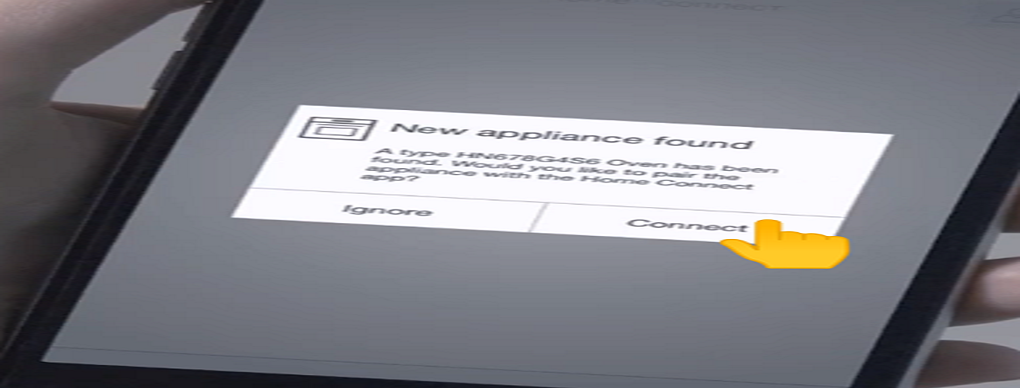 New appliance found
A type HN678G4S6 Oven has been
found. Would you like to pair the
appliance with the Home Connect
app?
Ignore
Connect